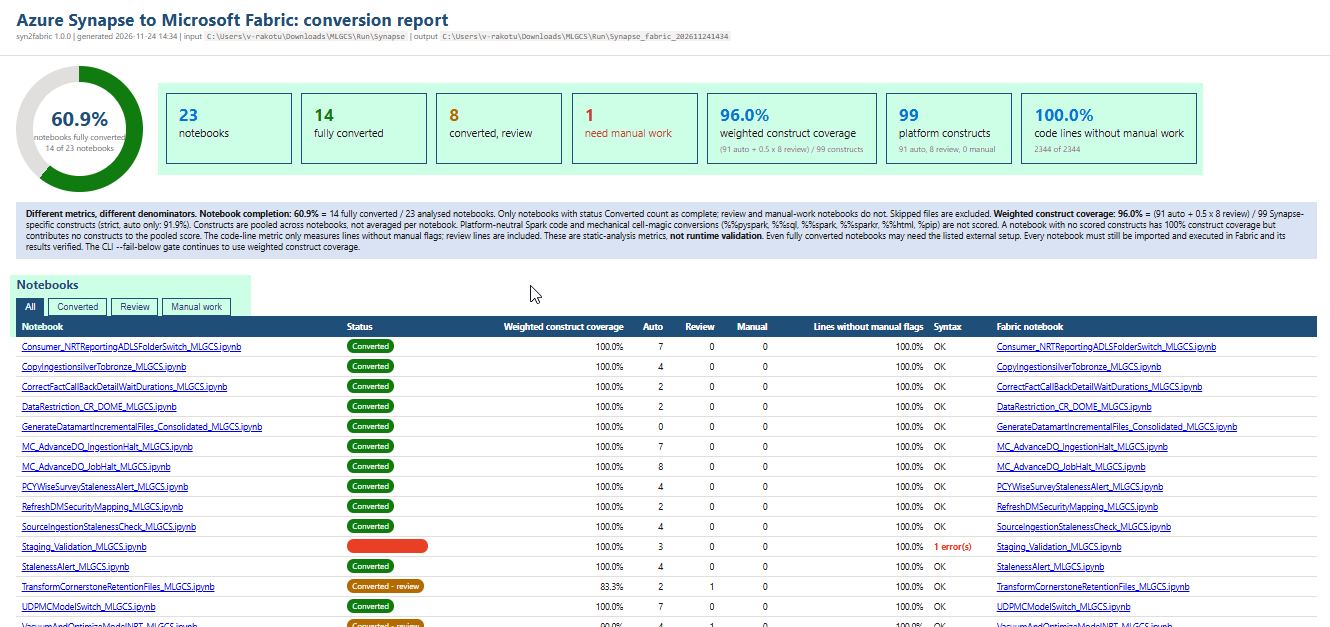 Azure Synapse to Microsoft Fabric: conversion report
syn2fabric 1.0.0 | generated 2026-11-24 14:34 | input C:\Users\v-rakotu\Downloads\MLGCS\Run\Synapse | output C:\Users\v-rakotu\Downloads\MLGCS\Run\Synapse_fabric_202611241434
60.9%
notebooks fully converted
14 of 23 notebooks
23
notebooks
14
fully converted
8
converted, review
1
need manual work
96.0%
weighted construct coverage
(91 auto + 0.5 x 8 review) / 99 constructs
99
platform constructs
91 auto, 8 review, 0 manual
100.0%
code lines without manual work
2344 of 2344
Different metrics, different denominators. Notebook completion: 60.9% = 14 fully converted / 23 analysed notebooks. Only notebooks with status Converted count as complete; review and manual-work notebooks do not. Skipped files are excluded. Weighted construct coverage: 96.0% = (91 auto + 0.5 x 8 review) / 99 Synapse-
specific constructs (strict, auto only: 91.9%). Constructs are pooled across notebooks, not averaged per notebook. Platform-neutral Spark code and mechanical cell-magic conversions (%%pyspark, %%sql, %%spark, %%sparkr, %%html, %pip) are not scored. A notebook with no scored constructs has 100% construct coverage but
contributes no constructs to the pooled score. The code-line metric only measures lines without manual flags; review lines are included. These are static-analysis metrics, not runtime validation. Even fully converted notebooks may need the listed external setup. Every notebook must still be imported and executed in Fabric and its
results verified. The CLI --fail-below gate continues to use weighted construct coverage.
Notebooks
All Converted Review Manual work
Notebook Status Weighted construct coverage Auto Review Manual Lines without manual flags Syntax Fabric notebook
Consumer_NRTReportingADLSFolderSwitch_MLGCS.ipynb Converted 100.0% 7 0 0 100.0% OK Consumer_NRTReportingADLSFolderSwitch_MLGCS.ipynb
CopyIngestionsilverTobronze_MLGCS.ipynb Converted 100.0% 4 0 0 100.0% OK CopyIngestionsilverTobronze_MLGCS.ipynb
CorrectFactCallBackDetailWaitDurations_MLGCS.ipynb Converted 100.0% 2 0 0 100.0% OK CorrectFactCallBackDetailWaitDurations_MLGCS.ipynb
DataRestriction_CR_DOME_MLGCS.ipynb Converted 100.0% 2 0 0 100.0% OK DataRestriction_CR_DOME_MLGCS.ipynb
GenerateDatamartIncrementalFiles_Consolidated_MLGCS.ipynb Converted 100.0% 0 0 0 100.0% OK GenerateDatamartIncrementalFiles_Consolidated_MLGCS.ipynb
MC_AdvanceDQ_IngestionHalt_MLGCS.ipynb Converted 100.0% 7 0 0 100.0% OK MC_AdvanceDQ_IngestionHalt_MLGCS.ipynb
MC_AdvanceDQ_JobHalt_MLGCS.ipynb Converted 100.0% 8 0 0 100.0% OK MC_AdvanceDQ_JobHalt_MLGCS.ipynb
PCYWiseSurveyStalenessAlert_MLGCS.ipynb Converted 100.0% 4 0 0 100.0% OK PCYWiseSurveyStalenessAlert_MLGCS.ipynb
RefreshDMSecurityMapping_MLGCS.ipynb Converted 100.0% 2 0 0 100.0% OK RefreshDMSecurityMapping_MLGCS.ipynb
SourceIngestionStalenessCheck_MLGCS.ipynb Converted 100.0% 4 0 0 100.0% OK SourceIngestionStalenessCheck_MLGCS.ipynb
Staging_Validation_MLGCS.ipynb 100.0% 3 0 0 100.0% 1 error(s) Staging_Validation_MLGCS.ipynb
StalenessAlert_MLGCS.ipynb Converted 100.0% 4 0 0 100.0% OK StalenessAlert_MLGCS.ipynb
TransformCornerstoneRetentionFiles_MLGCS.ipynb Converted - review 83.3% 2 1 0 100.0% OK TransformCornerstoneRetentionFiles_MLGCS.ipynb
UDPMCModelSwitch_MLGCS.ipynb Converted 100.0% 7 0 0 100.0% OK UDPMCModelSwitch_MLGCS.ipynb
VacuumAndOptimizeModelNRT_MLGCS.ipynb Converted - review 90.0% 4 1 0 100.0% OK VacuumAndOptimizeModelNRT_MLGCS.ipynb